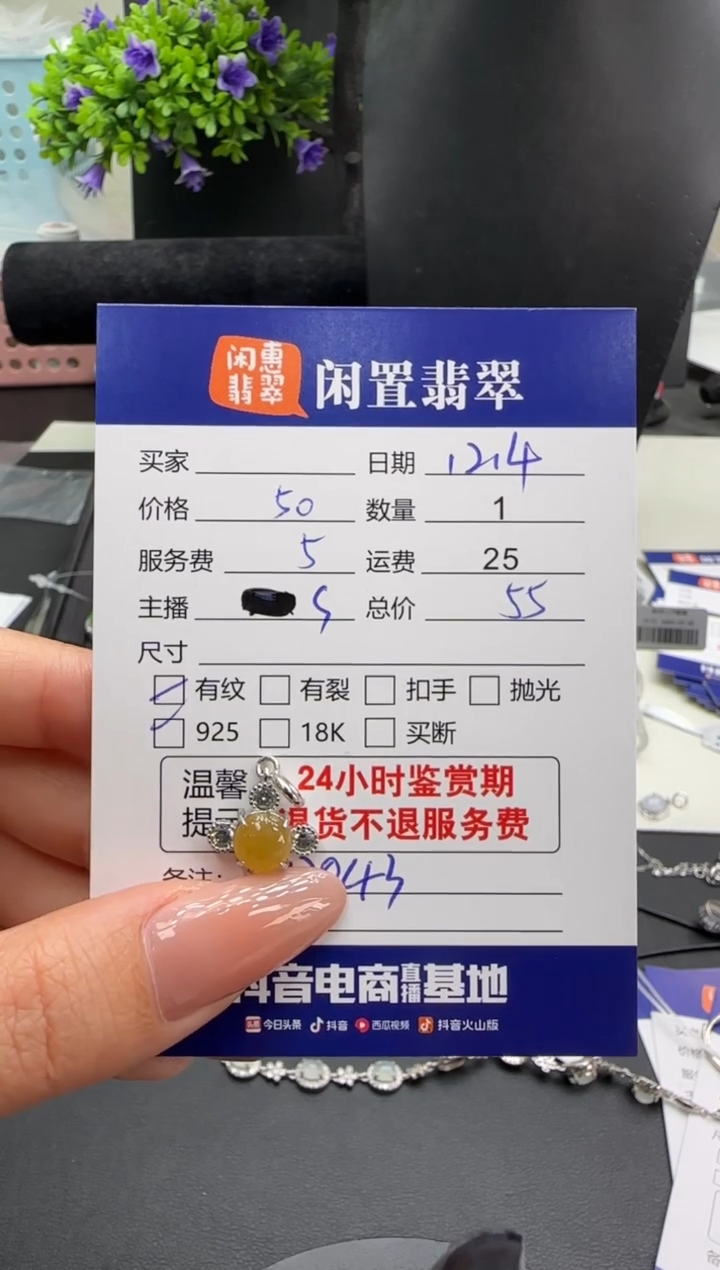 闲惠
翡翠
闲置翡翠
买家 日期 1214
价格 50 数量 1
服务费 5 运费 25
主播 S 总价 55
尺寸
有纹 有裂 扣手 抛光
925 18K 买断
温馨 24小时鉴赏期
提 退货不退服务费
备注: 043
抖音电商直播基地
头条 今日头条 抖音 西瓜视频 抖音火山版